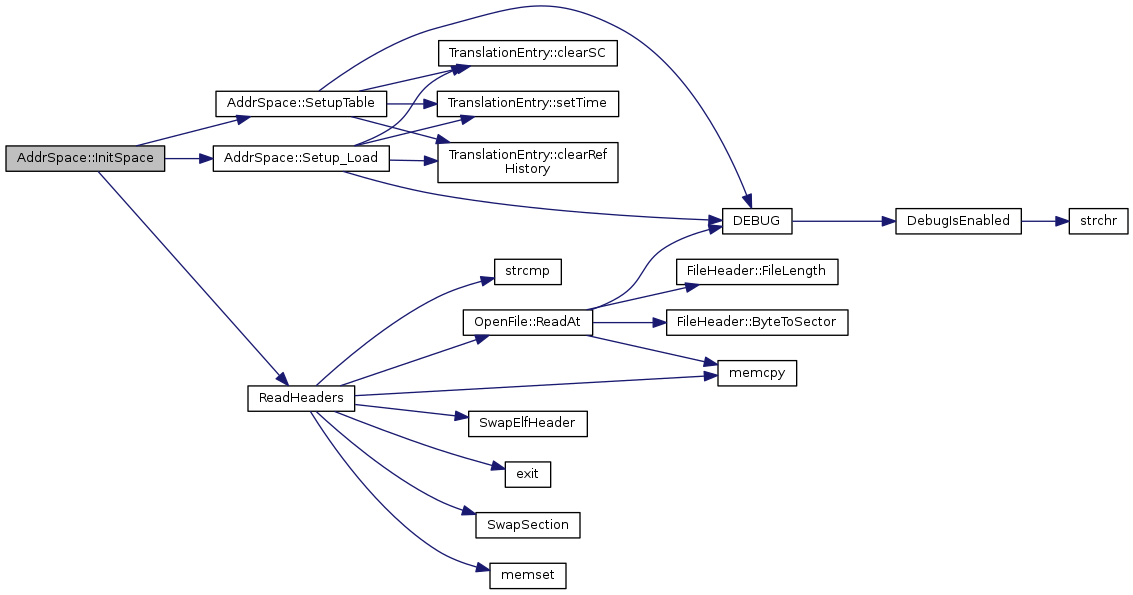 TranslationEntry::clearSC
AddrSpace::SetupTable
TranslationEntry::setTime
AddrSpace::InitSpace
AddrSpace::Setup_Load
TranslationEntry::clearRef
History
DEBUG
DebugIsEnabled
strchr
strcmp
FileHeader::FileLength
OpenFile::ReadAt
FileHeader::ByteToSector
memcpy
ReadHeaders
SwapElfHeader
exit
SwapSection
memset